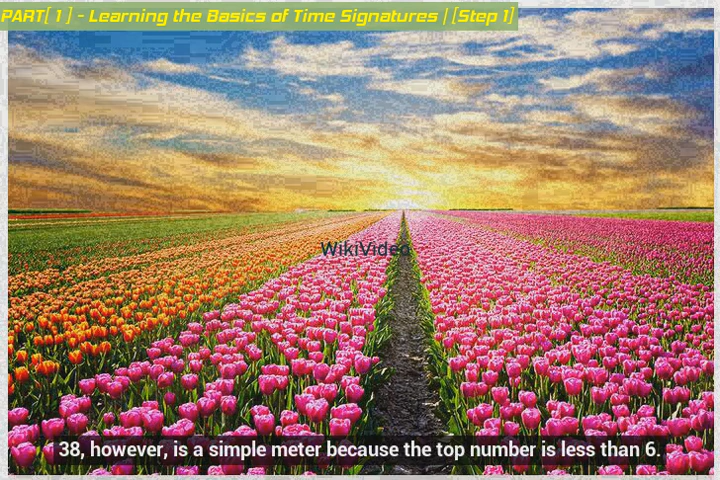 PART[ 1 ] - Learning the Basics of Time Signatures | [Step 1]
WikiVideo
38, however, is a simple meter because the top number is less than 6.